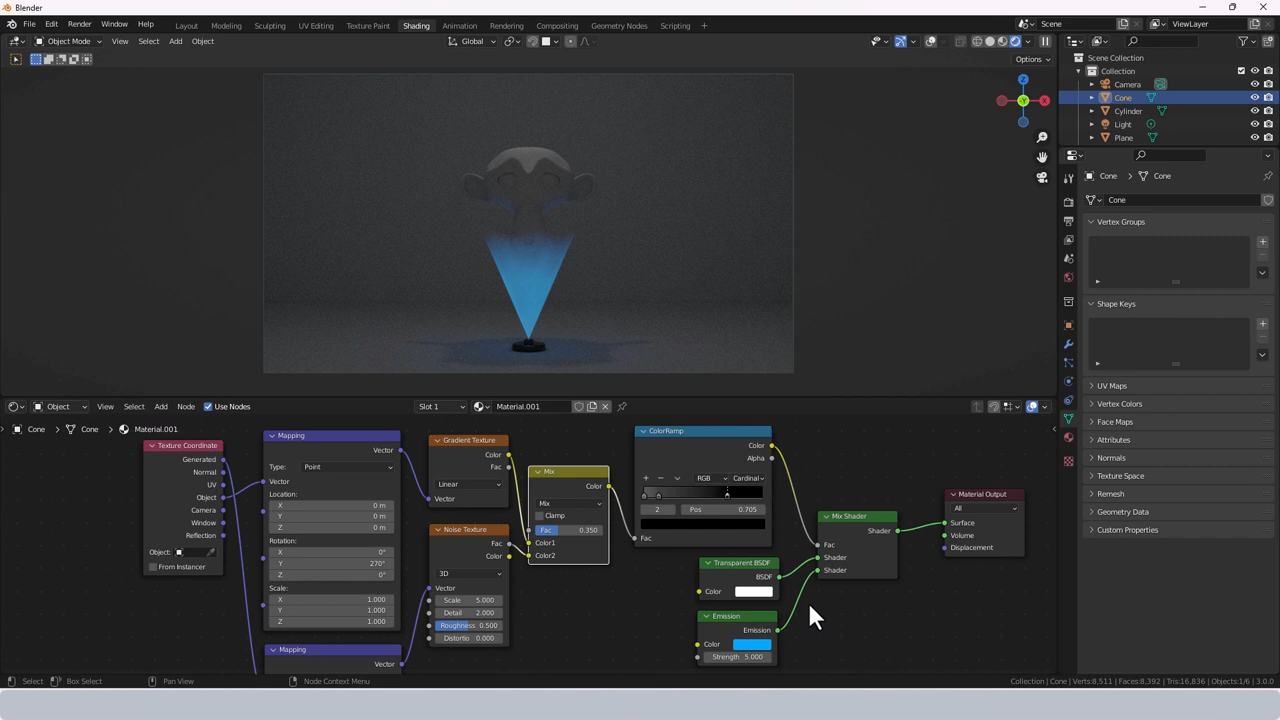 Blender
File Edit Render Window Help Layout Modeling Sculpting UV Editing Texture Paint Shading Animation Rendering Compositing Geometry Nodes Scripting + Scene ViewLayer
Object Mode View Select Add Object Global
Options
Z
Y
X
Scene Collection
Collection
Camera
Cone
Cylinder
Light
Plane
Cone > Cone
Cone
Vertex Groups
Shape Keys
UV Maps
Vertex Colors
Face Maps
Attributes
Normals
Texture Space
Remesh
Geometry Data
Custom Properties
Object View Select Add Node Use Nodes Slot 1 Material.001
Cone > Cone > Material.001
Texture Coordinate
Generated
Normal
UV
Object
Camera
Window
Reflection
Object:
From Instancer
Mapping
Vector
Type: Point
Vector
Location:
X 0 m
Y 0 m
Z 0 m
Rotation:
X 0°
Y 270°
Z 0°
Scale:
X 1.000
Y 1.000
Z 1.000
Mapping
Vector
Gradient Texture
Color
Fac
Linear
Vector
Noise Texture
Fac
Color
3D
Vector
Scale 5.000
Detail 2.000
Roughness 0.500
Distortio 0.000
Mix
Color
Mix
Clamp
Fac 0.350
Color1
Color2
ColorRamp
Color
Alpha
+ − RGB Cardinal
2 Pos 0.705
Fac
Transparent BSDF
BSDF
Color
Emission
Emission
Color
Strength 5.000
Mix Shader
Shader
Fac
Shader
Shader
Material Output
All
Surface
Volume
Displacement
Select Box Select Pan View Node Context Menu Collection | Cone | Verts:8,511 | Faces:8,392 | Tris:16,836 | Objects:1/6 | 3.0.0